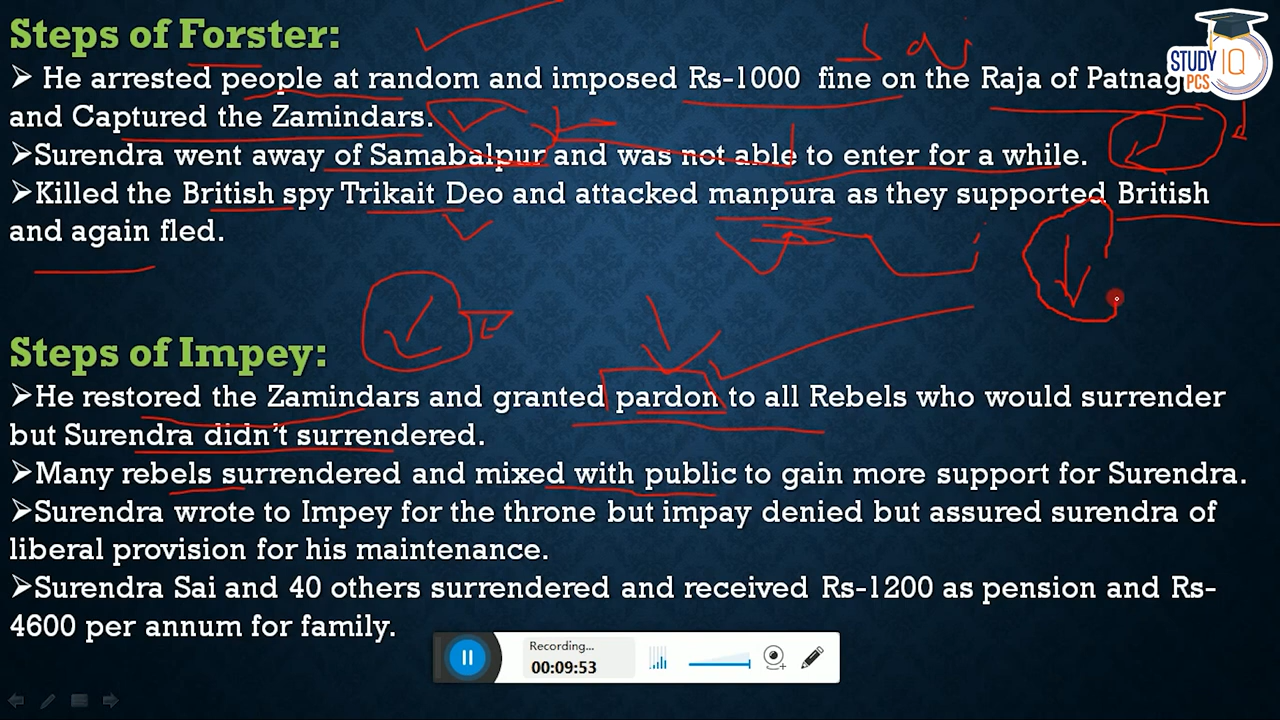 Steps of Forster:
STUDY IQ
PCS
➤ He arrested people at random and imposed Rs-1000 fine on the Raja of
and Captured the Zamindars.
➤Surendra went away of Samabalpur and was not able to enter for a while.
➤Killed the British spy Trikait Deo and attacked manpura as they supported British
and again fled.
Steps of Impey:
➤He restored the Zamindars and granted pardon to all Rebels who would surrender
but Surendra didn't surrendered.
➤Many rebels surrendered and mixed with public to gain more support for Surendra.
➤Surendra wrote to Impey for the throne but impay denied but assured surendra of
liberal provision for his maintenance.
➤Surendra Sai and 40 others surrendered and received Rs-1200 as pension and Rs-
4600 per annum for family.
Recording...
00:09:53